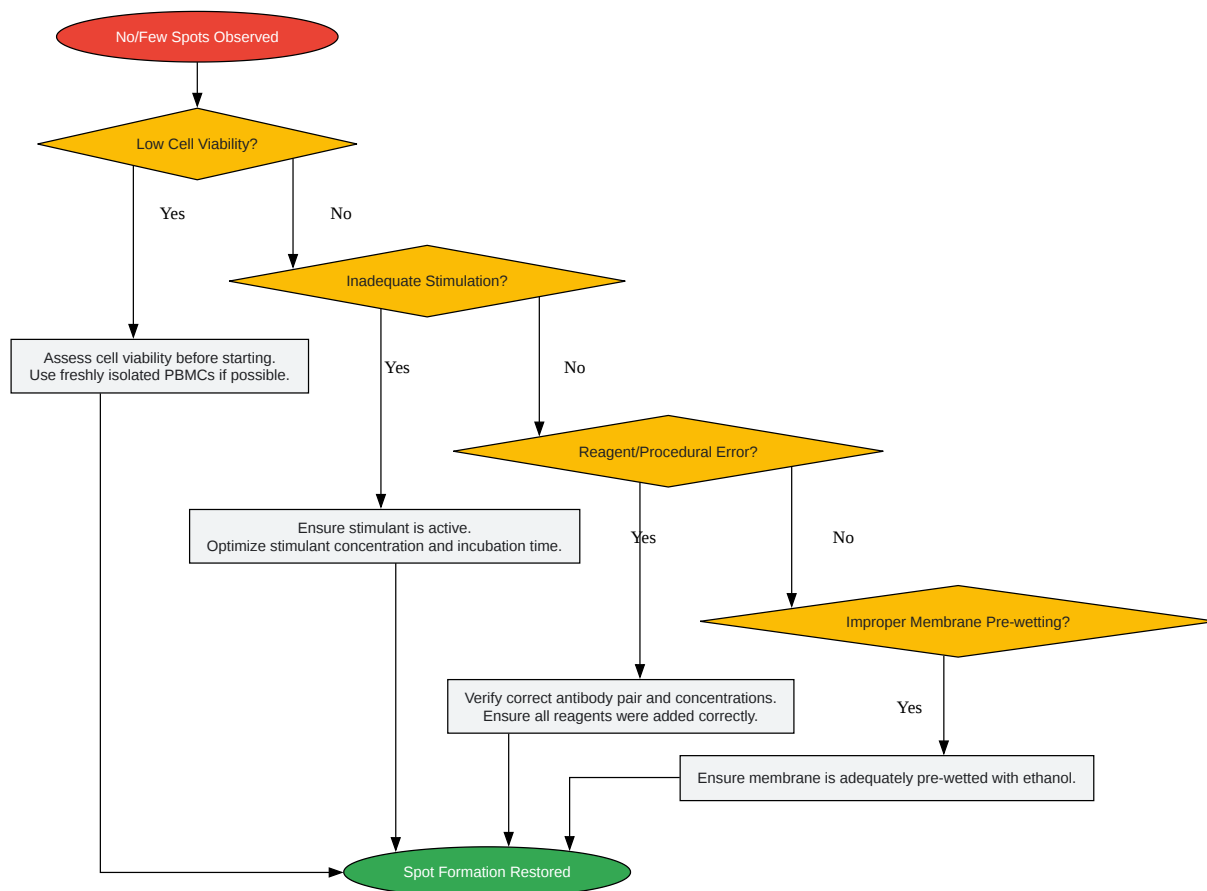 No/Few Spots Observed
Low Cell Viability?
Yes
No
Inadequate Stimulation?
Assess cell viability before starting.
Use freshly isolated PBMCs if possible.
Yes
No
Reagent/Procedural Error?
Ensure stimulant is active.
Optimize stimulant concentration and incubation time.
Yes
No
Improper Membrane Pre-wetting?
Verify correct antibody pair and concentrations.
Ensure all reagents were added correctly.
Yes
Ensure membrane is adequately pre-wetted with ethanol.
Spot Formation Restored